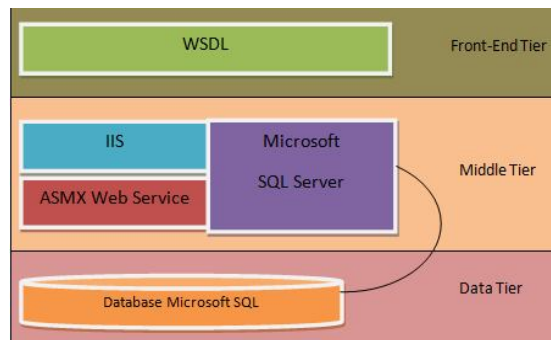 WSDL
Front-End Tier
IIS
Microsoft
SQL Server
ASMX Web Service
Middle Tier
Database Microsoft SQL
Data Tier